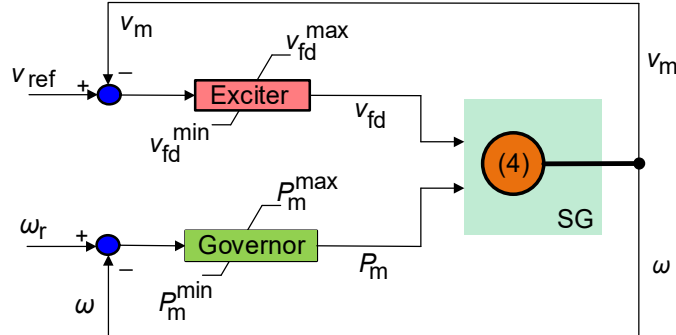 v_m
v_fd^max
v_m
v_ref
+
−
Exciter
v_fd
v_fd^min
(4)
P_m^max
SG
ω_r
+
−
Governor
P_m
ω
ω
P_m^min